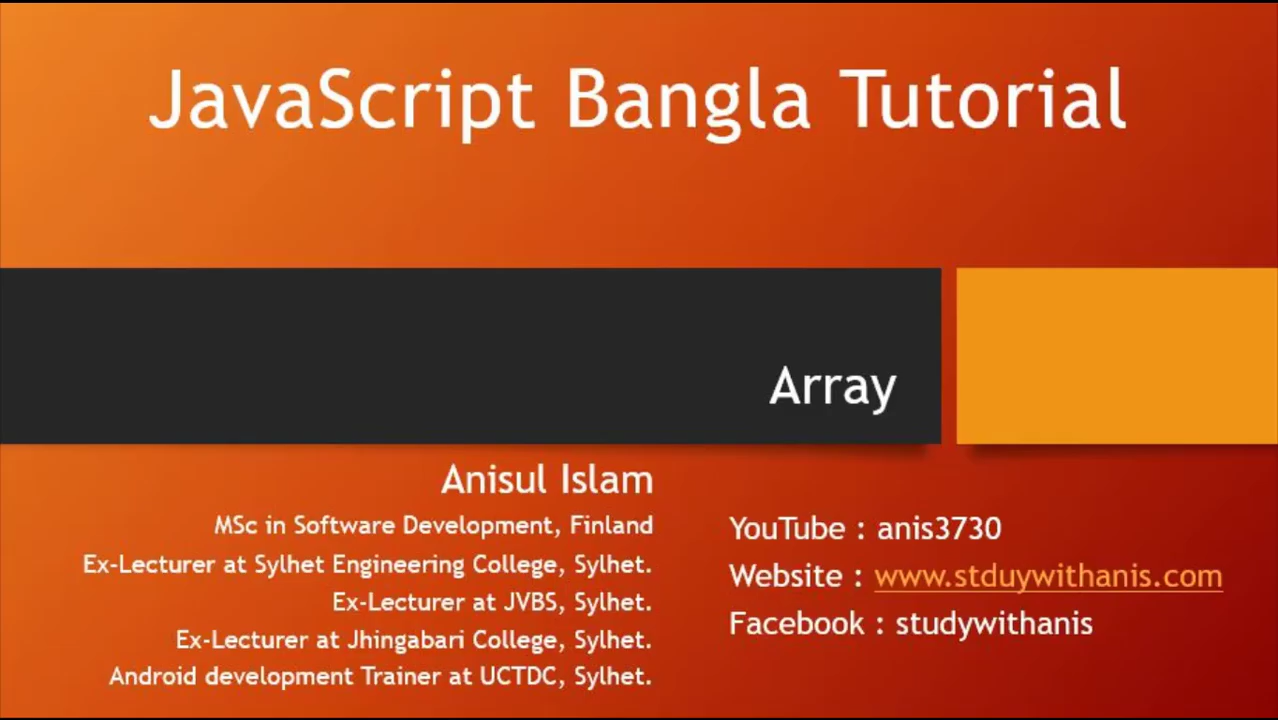 JavaScript Bangla Tutorial
Array
Anisul Islam
MSc in Software Development, Finland
Ex-Lecturer at Sylhet Engineering College, Sylhet.
Ex-Lecturer at JVBS, Sylhet.
Ex-Lecturer at Jhingabari College, Sylhet.
Android development Trainer at UCTDC, Sylhet.
YouTube : anis3730
Website : www.stduywithanis.com
Facebook : studywithanis